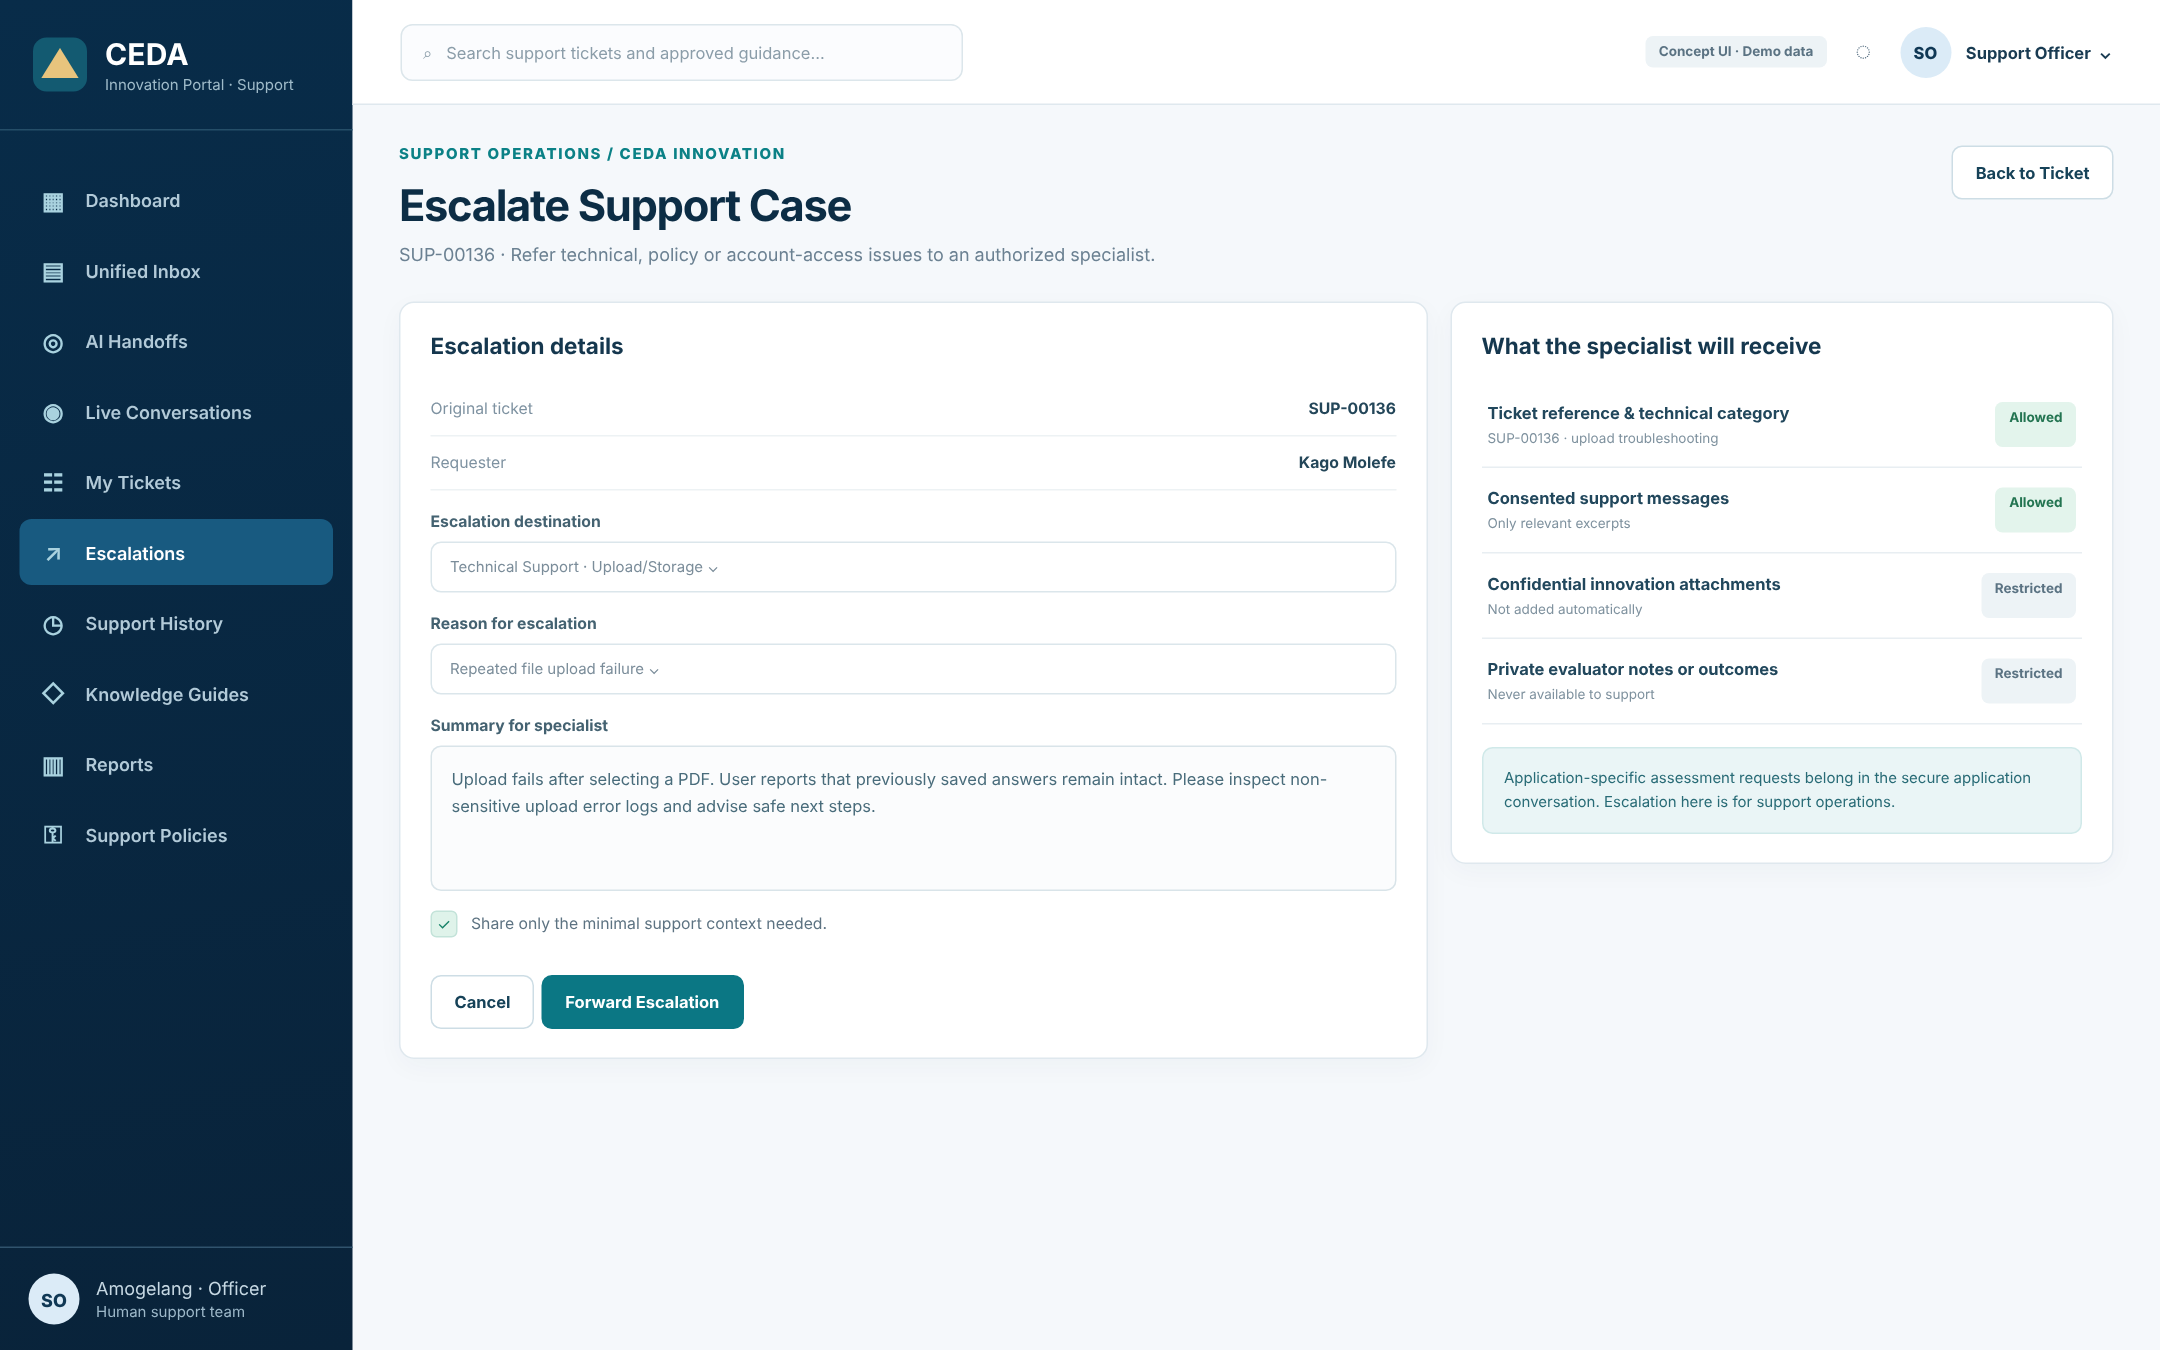 CEDA
Innovation Portal · Support
Dashboard
Unified Inbox
AI Handoffs
Live Conversations
My Tickets
Escalations
Support History
Knowledge Guides
Reports
Support Policies
SO
Amogelang · Officer
Human support team
Search support tickets and approved guidance...
Concept UI · Demo data
SO
Support Officer
SUPPORT OPERATIONS / CEDA INNOVATION
Escalate Support Case
SUP-00136 · Refer technical, policy or account-access issues to an authorized specialist.
Back to Ticket
Escalation details
Original ticket
SUP-00136
Requester
Kago Molefe
Escalation destination
Technical Support · Upload/Storage
Reason for escalation
Repeated file upload failure
Summary for specialist
Upload fails after selecting a PDF. User reports that previously saved answers remain intact. Please inspect non-
sensitive upload error logs and advise safe next steps.
Share only the minimal support context needed.
Cancel
Forward Escalation
What the specialist will receive
Ticket reference & technical category
SUP-00136 · upload troubleshooting
Allowed
Consented support messages
Only relevant excerpts
Allowed
Confidential innovation attachments
Not added automatically
Restricted
Private evaluator notes or outcomes
Never available to support
Restricted
Application-specific assessment requests belong in the secure application
conversation. Escalation here is for support operations.